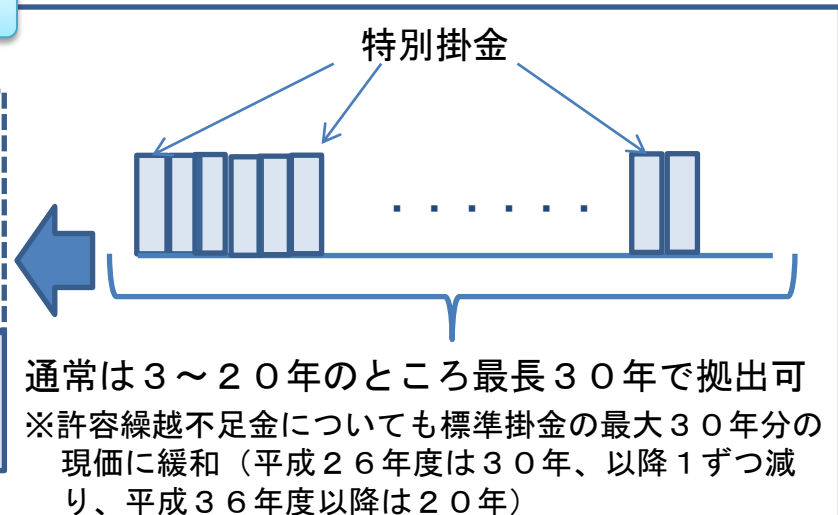 特別掛金
・・・・・・
通常は３～２０年のところ最長３０年で拠出可
※許容繰越不足金についても標準掛金の最大３０年分の
現価に緩和（平成２６年度は３０年、以降１ずつ減
り、平成３６年度以降は２０年）